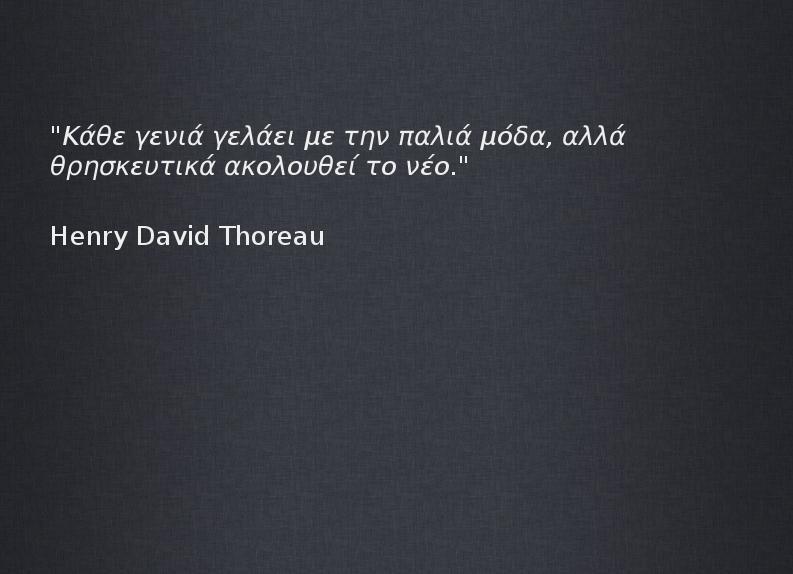 "Κάθε γενιά γελάει με την παλιά μόδα, αλλά
θρησκευτικά ακολουθεί το νέο."
Henry David Thoreau